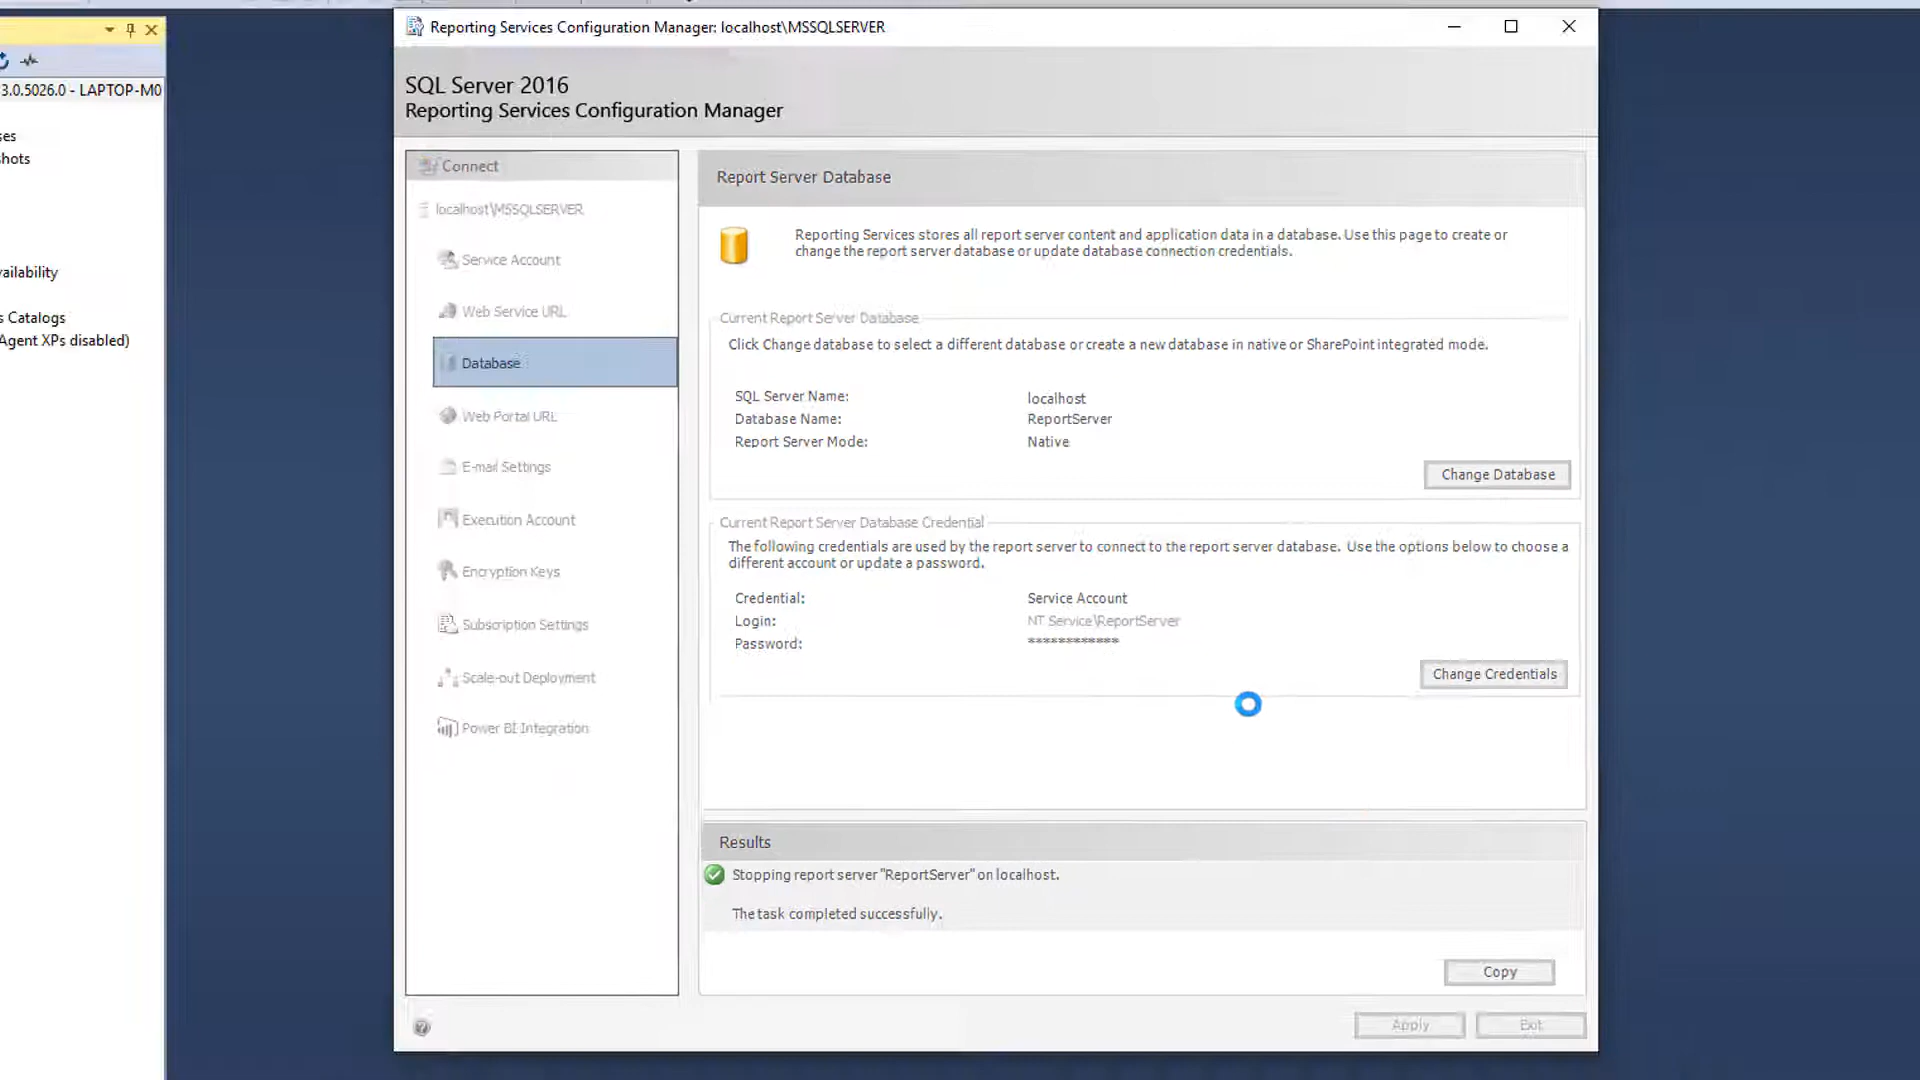 Reporting Services Configuration Manager: localhost\MSSQLSERVER
3.0.5026.0 - LAPTOP-M0
ses
shots
vailability
s Catalogs
Agent XPs disabled)
SQL Server 2016
Reporting Services Configuration Manager
Connect
localhost\MSSQLSERVER
Service Account
Web Service URL
Database
Web Portal URL
E-mail Settings
Execution Account
Encryption Keys
Subscription Settings
Scale-out Deployment
Power BI Integration
Report Server Database
Reporting Services stores all report server content and application data in a database. Use this page to create or
change the report server database or update database connection credentials.
Current Report Server Database
Click Change database to select a different database or create a new database in native or SharePoint integrated mode.
SQL Server Name: localhost
Database Name: ReportServer
Report Server Mode: Native
Change Database
Current Report Server Database Credential
The following credentials are used by the report server to connect to the report server database. Use the options below to choose a
different account or update a password.
Credential: Service Account
Login: NT Service\ReportServer
Password: ************
Change Credentials
Results
Stopping report server "ReportServer" on localhost.
The task completed successfully.
Copy
Apply
Exit